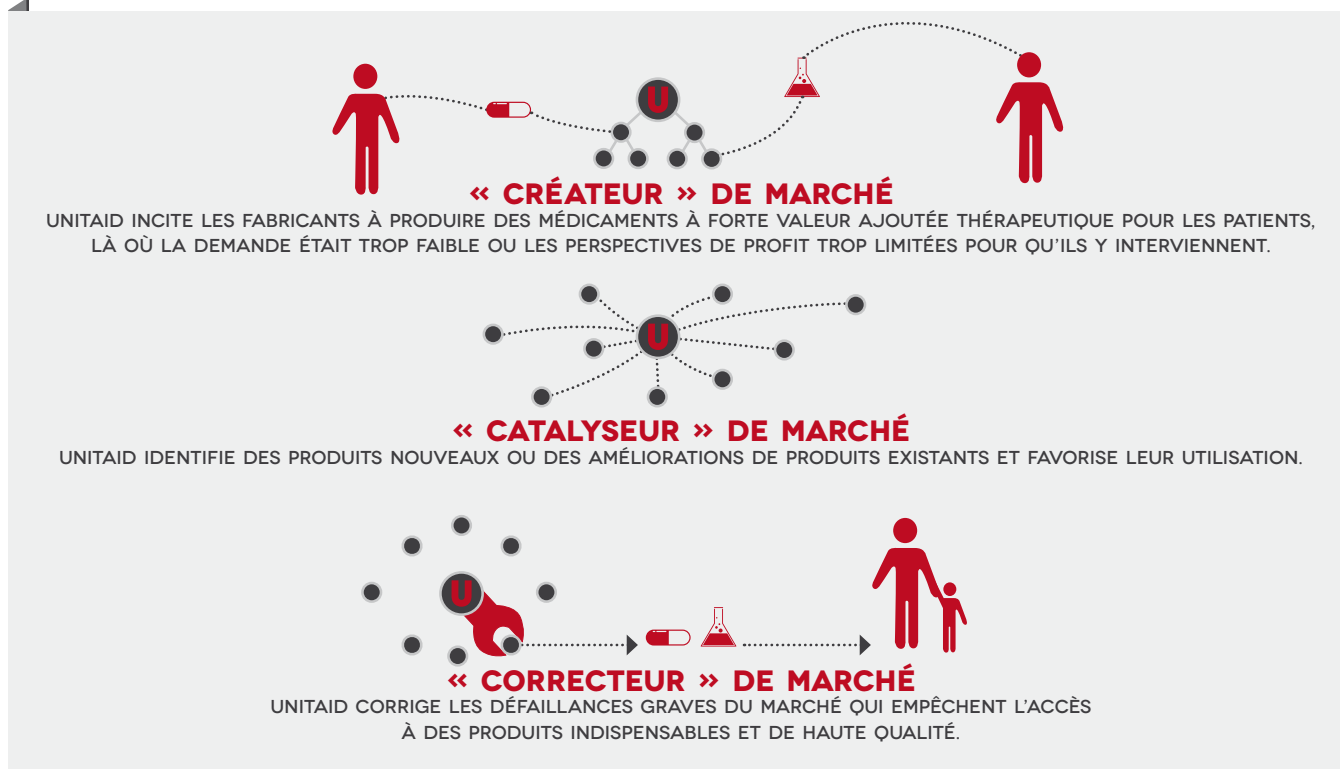 U
« CRÉATEUR » DE MARCHÉ
UNITAID INCITE LES FABRICANTS À PRODUIRE DES MÉDICAMENTS À FORTE VALEUR AJOUTÉE THÉRAPEUTIQUE POUR LES PATIENTS,
LÀ OÙ LA DEMANDE ÉTAIT TROP FAIBLE OU LES PERSPECTIVES DE PROFIT TROP LIMITÉES POUR QU'ILS Y INTERVIENNENT.
U
« CATALYSEUR » DE MARCHÉ
UNITAID IDENTIFIE DES PRODUITS NOUVEAUX OU DES AMÉLIORATIONS DE PRODUITS EXISTANTS ET FAVORISE LEUR UTILISATION.
U
« CORRECTEUR » DE MARCHÉ
UNITAID CORRIGE LES DÉFAILLANCES GRAVES DU MARCHÉ QUI EMPÊCHENT L'ACCÈS
À DES PRODUITS INDISPENSABLES ET DE HAUTE QUALITÉ.